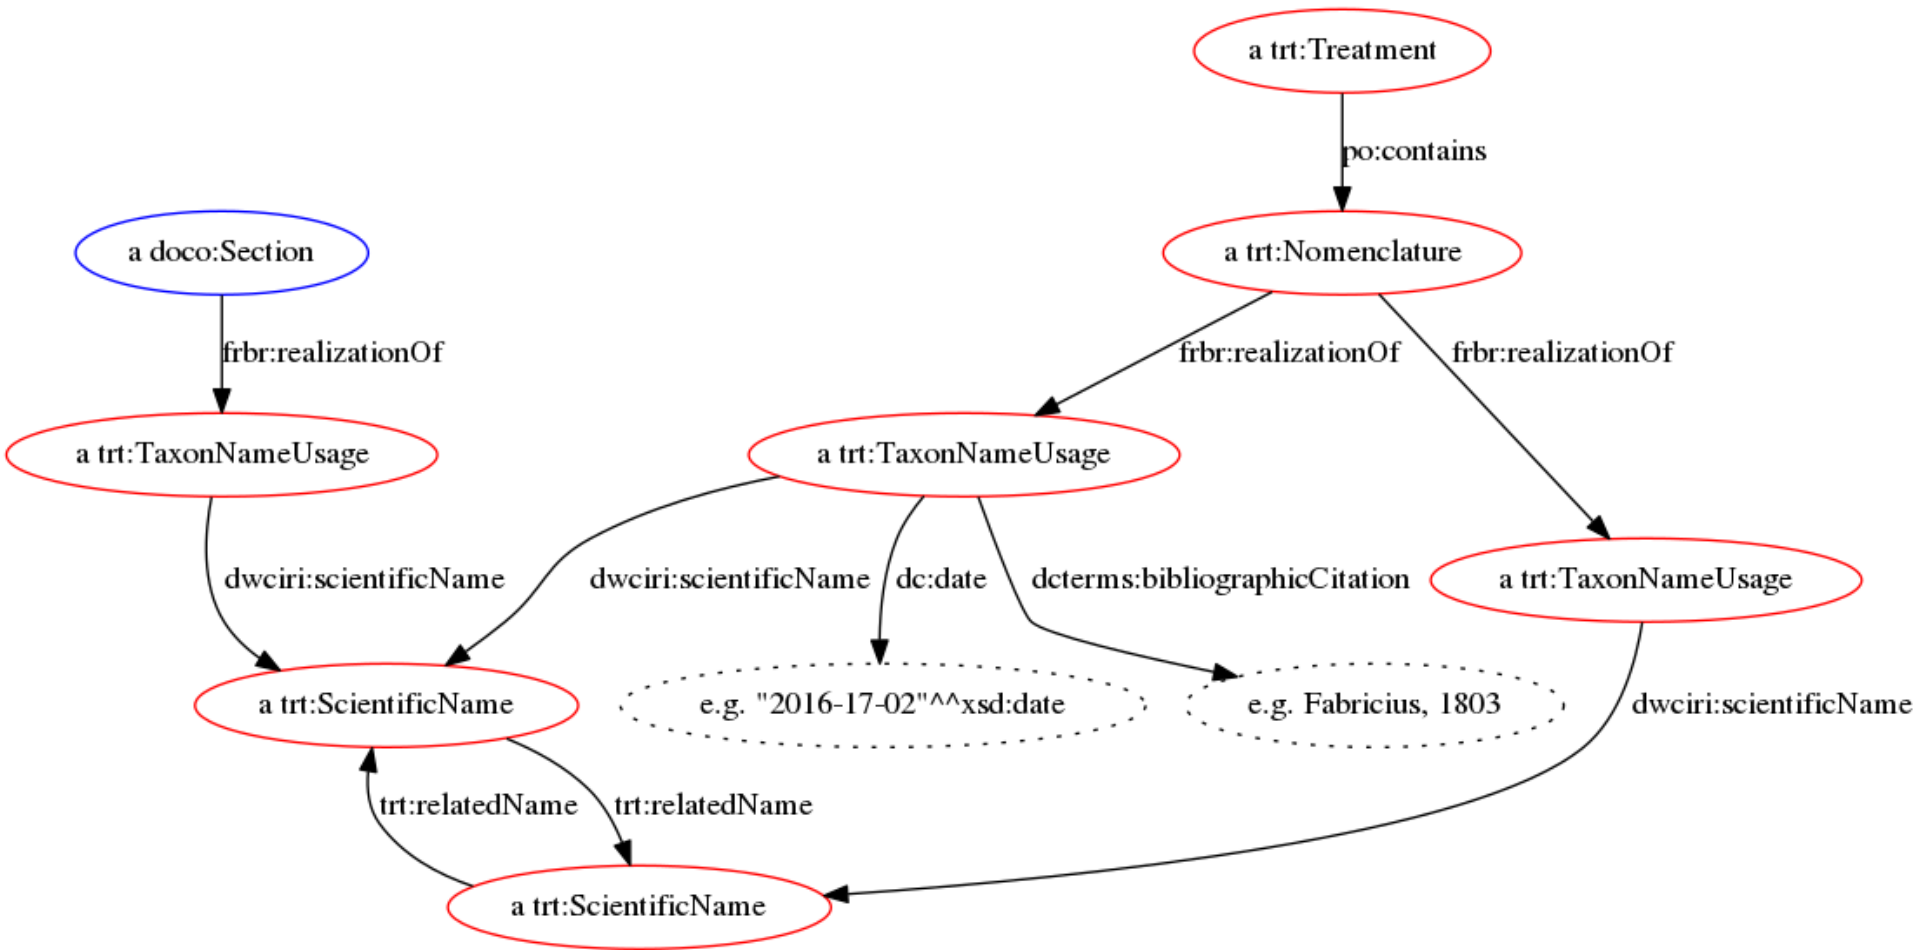 a trt:Treatment
po:contains
a doco:Section
a trt:Nomenclature
frbr:realizationOf
frbr:realizationOf
frbr:realizationOf
a trt:TaxonNameUsage
a trt:TaxonNameUsage
dwciri:scientificName
dwciri:scientificName
dc:date
dcterms:bibliographicCitation
a trt:TaxonNameUsage
a trt:ScientificName
e.g. "2016-17-02"^^xsd:date
e.g. Fabricius, 1803
dwciri:scientificName
trt:relatedName
trt:relatedName
a trt:ScientificName